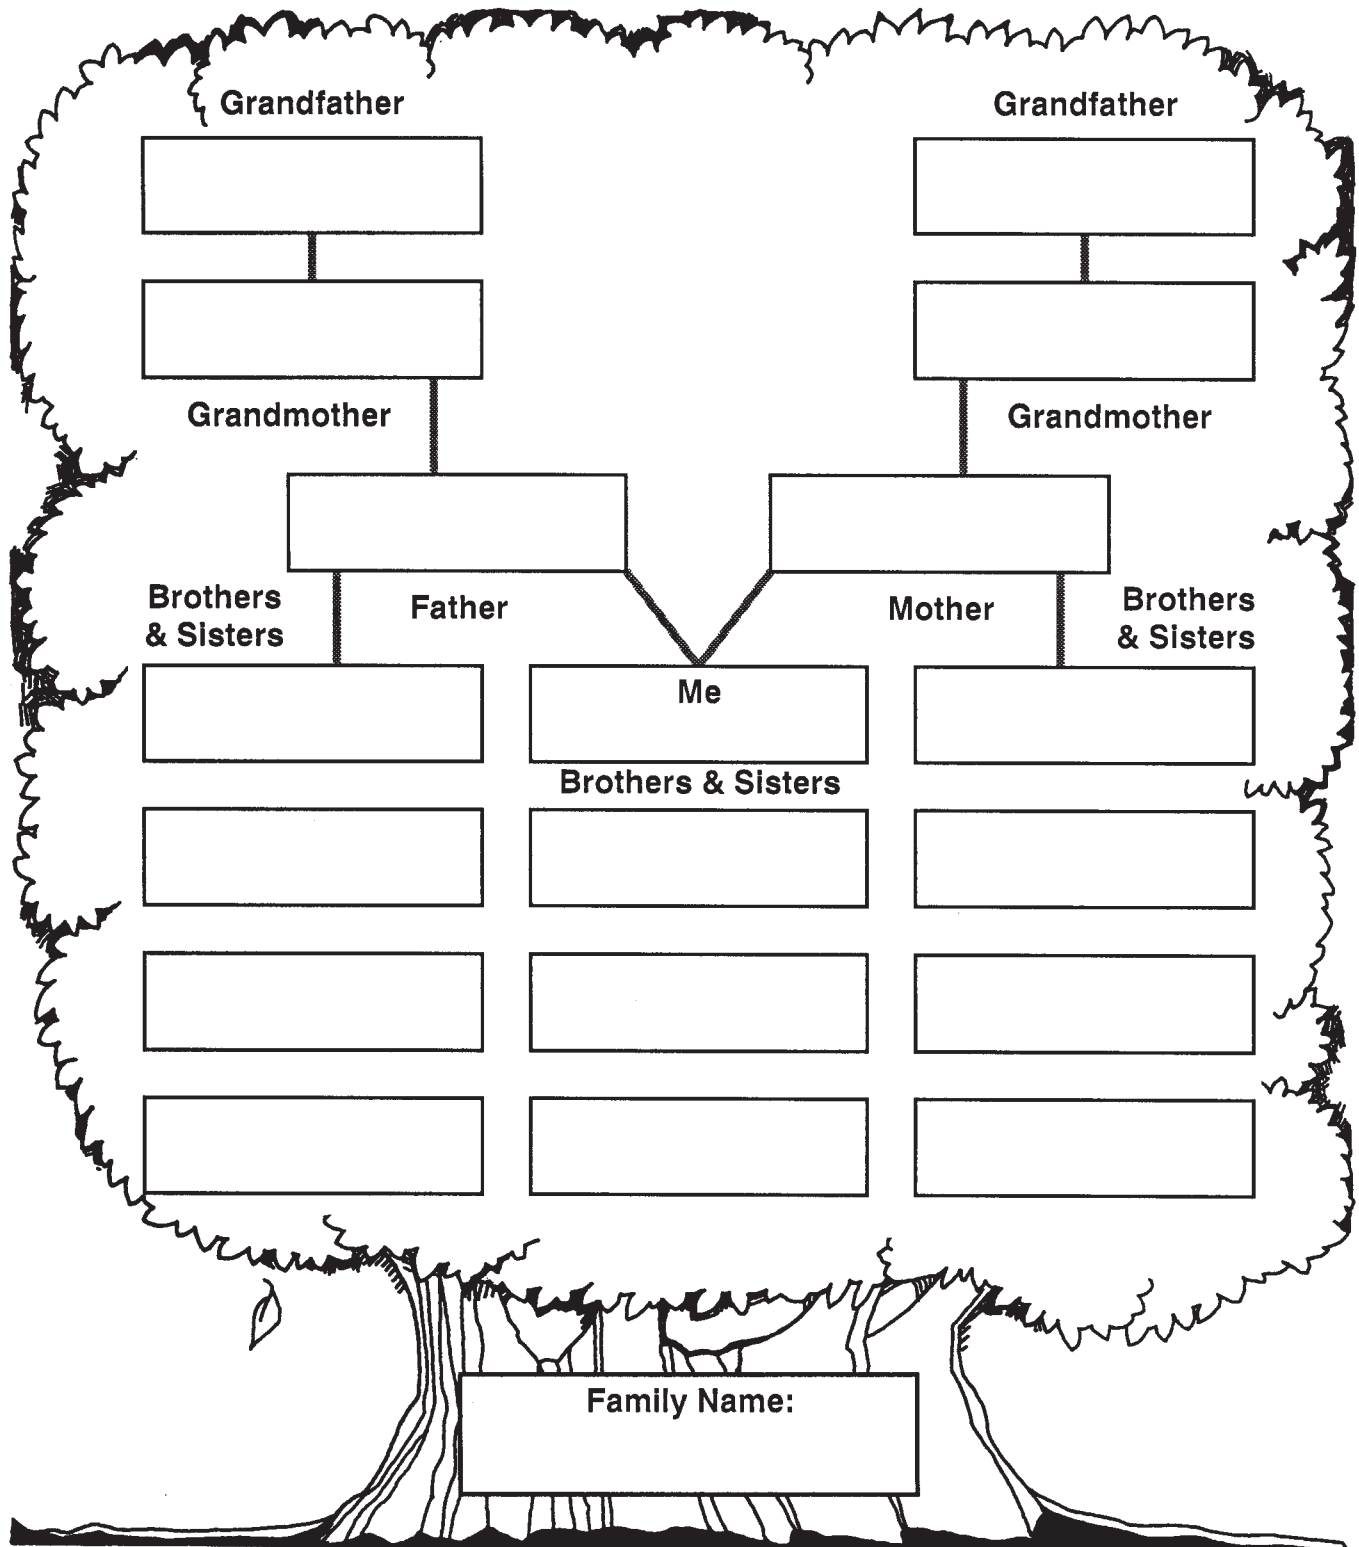 Grandfather
Grandfather
Grandmother
Grandmother
Father
Mother
Brothers
& Sisters
Brothers
& Sisters
Me
Brothers & Sisters
Family Name: